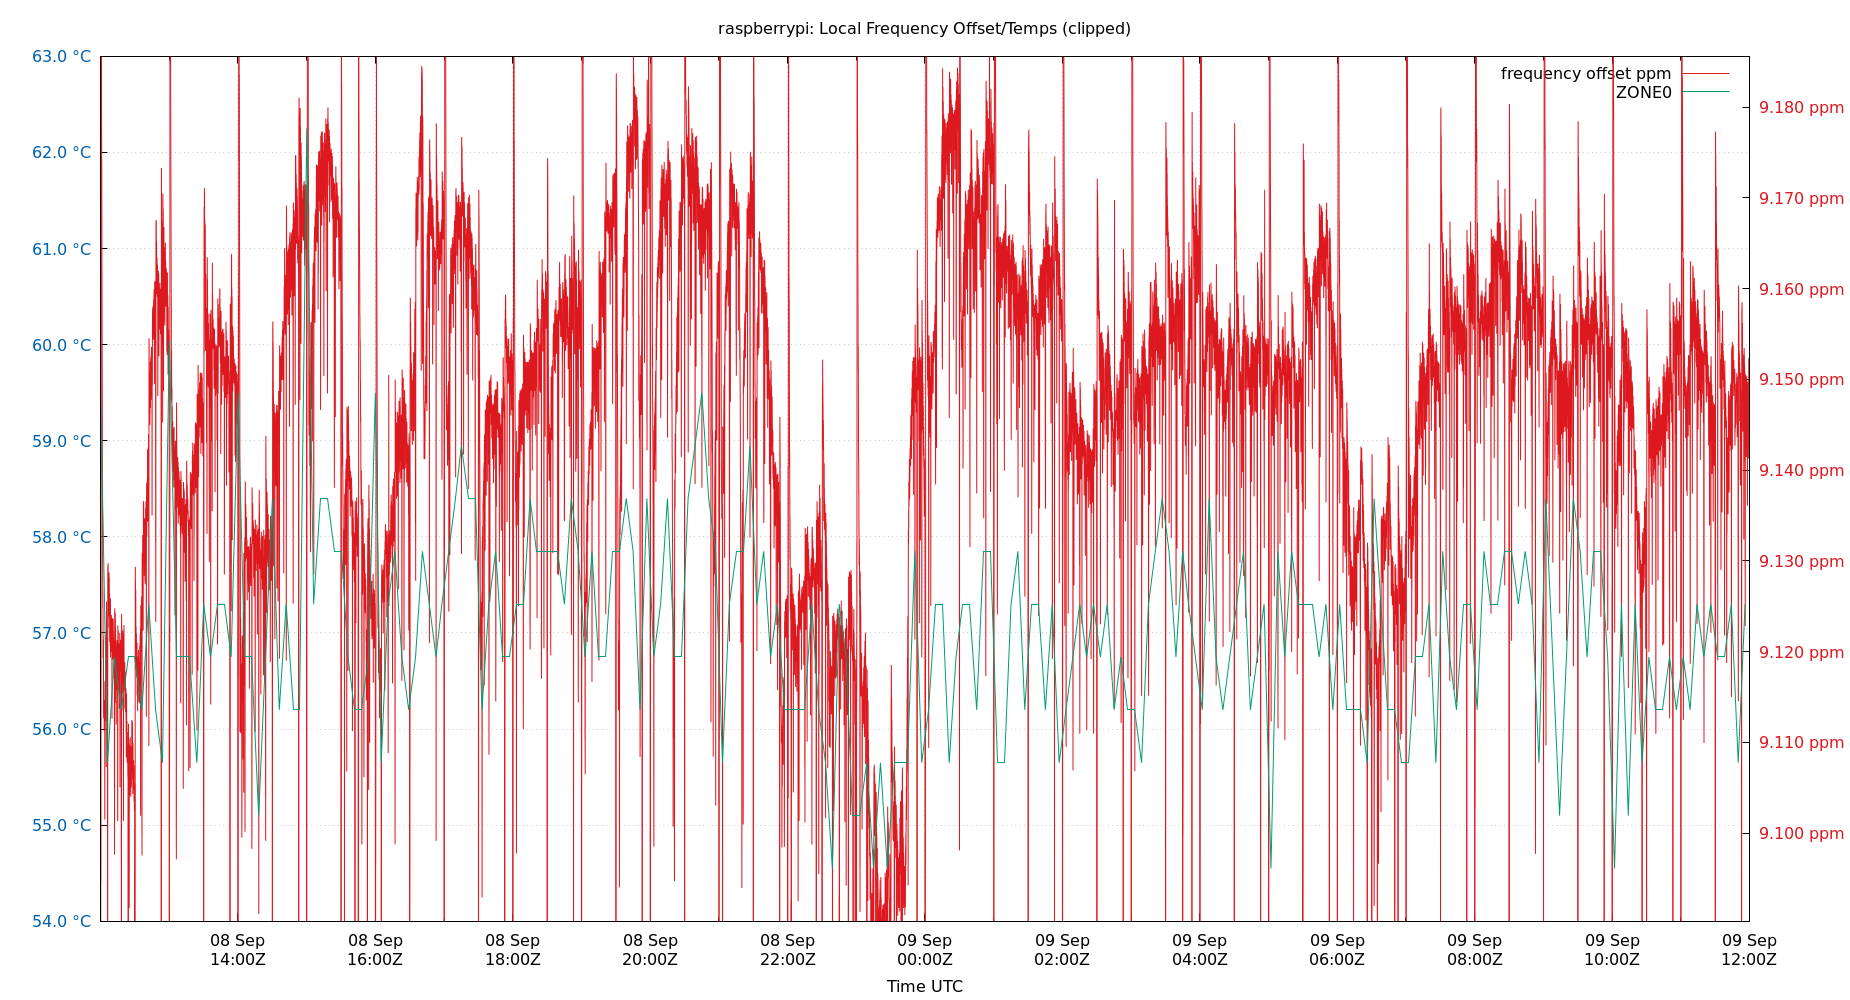 raspberrypi: Local Frequency Offset/Temps (clipped)
frequency offset ppm
ZONE0
63.0 °C
62.0 °C
61.0 °C
60.0 °C
59.0 °C
58.0 °C
57.0 °C
56.0 °C
55.0 °C
54.0 °C
9.180 ppm
9.170 ppm
9.160 ppm
9.150 ppm
9.140 ppm
9.130 ppm
9.120 ppm
9.110 ppm
9.100 ppm
08 Sep
14:00Z
08 Sep
16:00Z
08 Sep
18:00Z
08 Sep
20:00Z
08 Sep
22:00Z
09 Sep
00:00Z
09 Sep
02:00Z
09 Sep
04:00Z
09 Sep
06:00Z
09 Sep
08:00Z
09 Sep
10:00Z
09 Sep
12:00Z
Time UTC